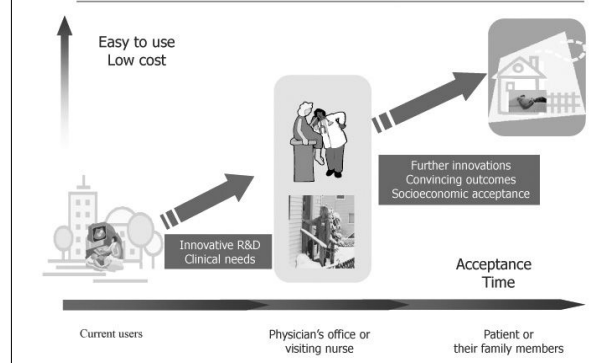 Easy to use
Low cost
Further innovations
Convincing outcomes
Socioeconomic acceptance
Innovative R&D
Clinical needs
Acceptance
Time
Current users
Physician's office or
visiting nurse
Patient or
their family members